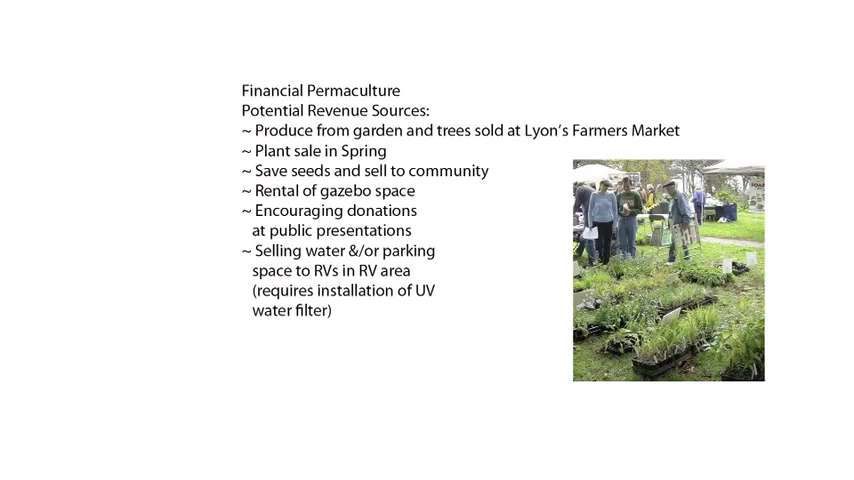 Financial Permaculture
Potential Revenue Sources:
~ Produce from garden and trees sold at Lyon's Farmers Market
~ Plant sale in Spring
~ Save seeds and sell to community
~ Rental of gazebo space
~ Encouraging donations
at public presentations
~ Selling water &/or parking
space to RVs in RV area
(requires installation of UV
water filter)